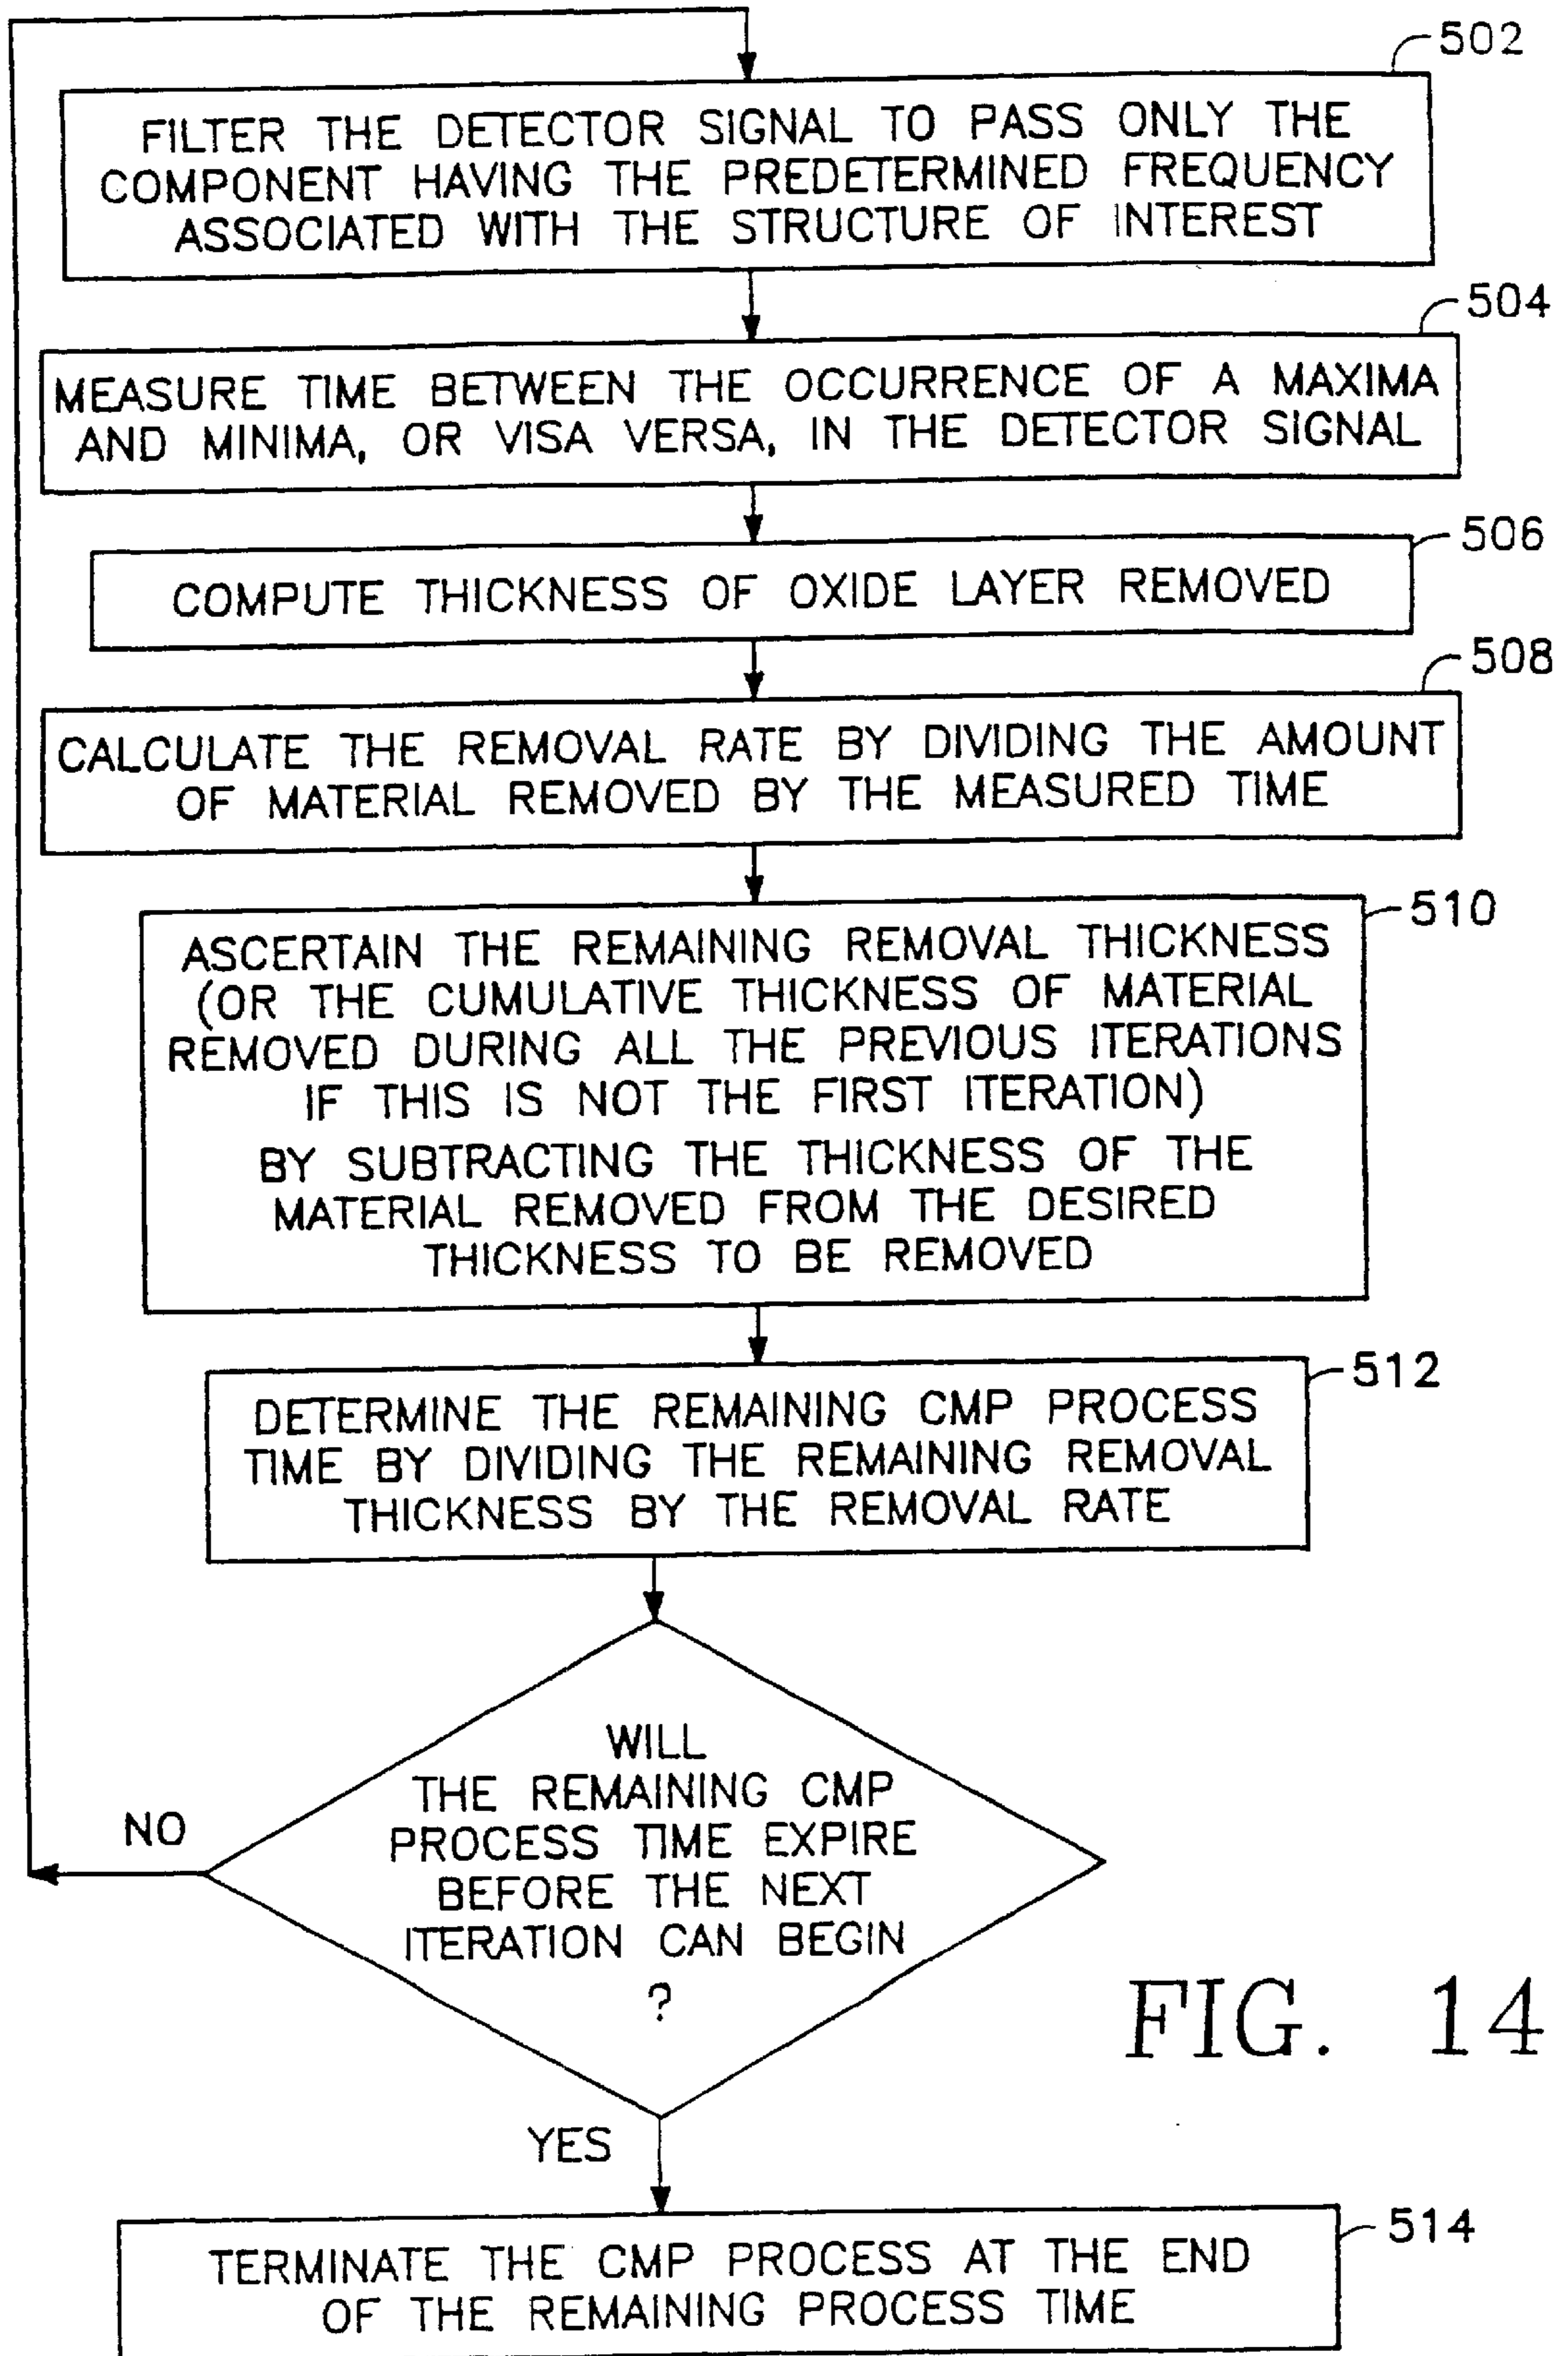 502
FILTER THE DETECTOR SIGNAL TO PASS ONLY THE
COMPONENT HAVING THE PREDETERMINED FREQUENCY
ASSOCIATED WITH THE STRUCTURE OF INTEREST
504
MEASURE TIME BETWEEN THE OCCURRENCE OF A MAXIMA
AND MINIMA, OR VISA VERSA, IN THE DETECTOR SIGNAL
506
COMPUTE THICKNESS OF OXIDE LAYER REMOVED
508
CALCULATE THE REMOVAL RATE BY DIVIDING THE AMOUNT
OF MATERIAL REMOVED BY THE MEASURED TIME
510
ASCERTAIN THE REMAINING REMOVAL THICKNESS
(OR THE CUMULATIVE THICKNESS OF MATERIAL
REMOVED DURING ALL THE PREVIOUS ITERATIONS
IF THIS IS NOT THE FIRST ITERATION)
BY SUBTRACTING THE THICKNESS OF THE
MATERIAL REMOVED FROM THE DESIRED
THICKNESS TO BE REMOVED
512
DETERMINE THE REMAINING CMP PROCESS
TIME BY DIVIDING THE REMAINING REMOVAL
THICKNESS BY THE REMOVAL RATE
WILL
THE REMAINING CMP
PROCESS TIME EXPIRE
BEFORE THE NEXT
ITERATION CAN BEGIN
?
NO
FIG. 14
YES
514
TERMINATE THE CMP PROCESS AT THE END
OF THE REMAINING PROCESS TIME